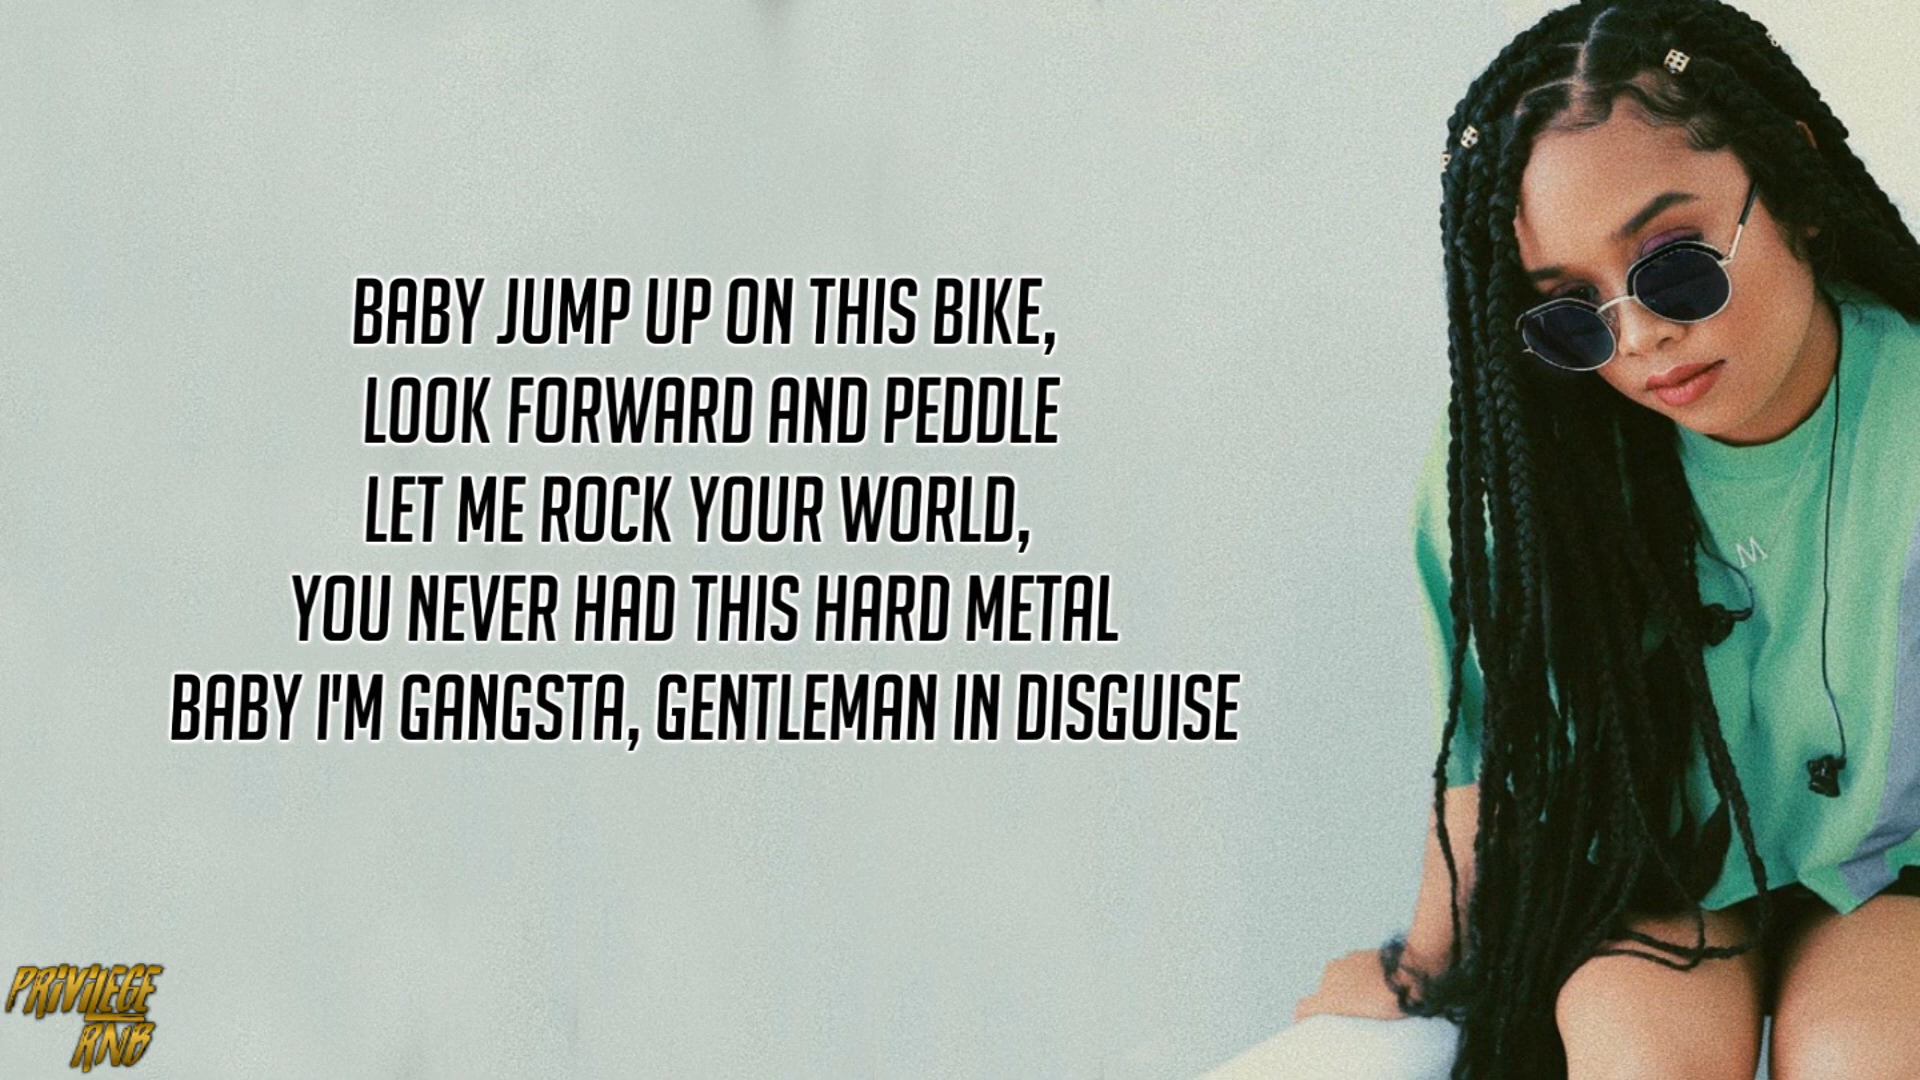 BABY JUMP UP ON THIS BIKE,
LOOK FORWARD AND PEDDLE
LET ME ROCK YOUR WORLD,
YOU NEVER HAD THIS HARD METAL
BABY I'M GANGSTA, GENTLEMAN IN DISGUISE
M
PRIVILEGE
RNB